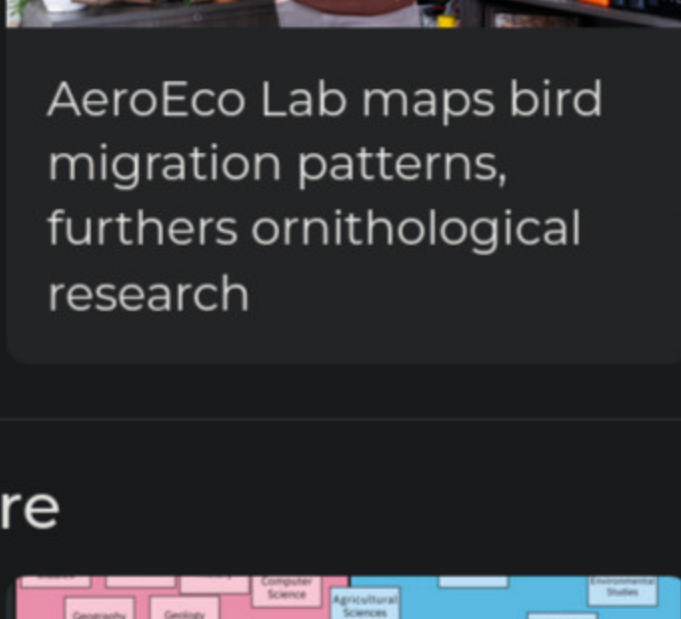 AeroEco Lab maps bird
migration patterns,
furthers ornithological
research
re
Computer
Science
Environmental
Studies
Agricultural
Sciences
Geography
Geology